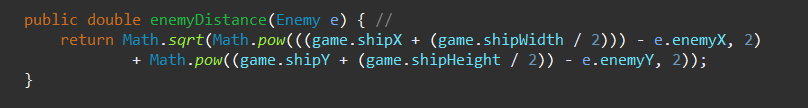 public double enemyDistance(Enemy e) { //
return Math.sqrt(Math.pow(((game.shipX + (game.shipWidth / 2))) - e.enemyX, 2)
+ Math.pow((game.shipY + (game.shipHeight / 2)) - e.enemyY, 2));
}